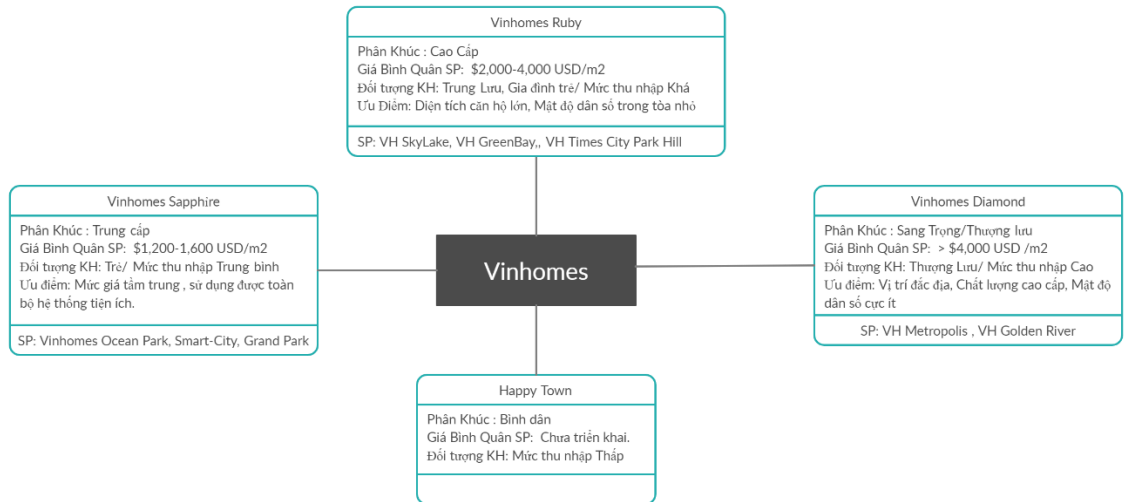 Vinhomes Ruby
Phân Khúc : Cao Cấp
Giá Bình Quân SP: $2,000-4,000 USD/m2
Đối tượng KH: Trung Lưu, Gia đình trẻ/ Mức thu nhập Khá
Ưu Điểm: Diện tích căn hộ lớn, Mật độ dân số trong tòa nhỏ
SP: VH SkyLake, VH GreenBay,, VH Times City Park Hill
Vinhomes Sapphire
Phân Khúc : Trung cấp
Giá Bình Quân SP: $1,200-1,600 USD/m2
Đối tượng KH: Trẻ/ Mức thu nhập Trung bình
Ưu điểm: Mức giá tầm trung , sử dụng được toàn
bộ hệ thống tiện ích.
SP: Vinhomes Ocean Park, Smart-City, Grand Park
Vinhomes
Vinhomes Diamond
Phân Khúc : Sang Trọng/Thượng lưu
Giá Bình Quân SP: > $4,000 USD /m2
Đối tượng KH: Thượng Lưu/ Mức thu nhập Cao
Ưu điểm: Vị trí đắc địa, Chất lượng cao cấp, Mật độ
dân số cực ít
SP: VH Metropolis , VH Golden River
Happy Town
Phân Khúc : Bình dân
Giá Bình Quân SP: Chưa triển khai.
Đối tượng KH: Mức thu nhập Thấp